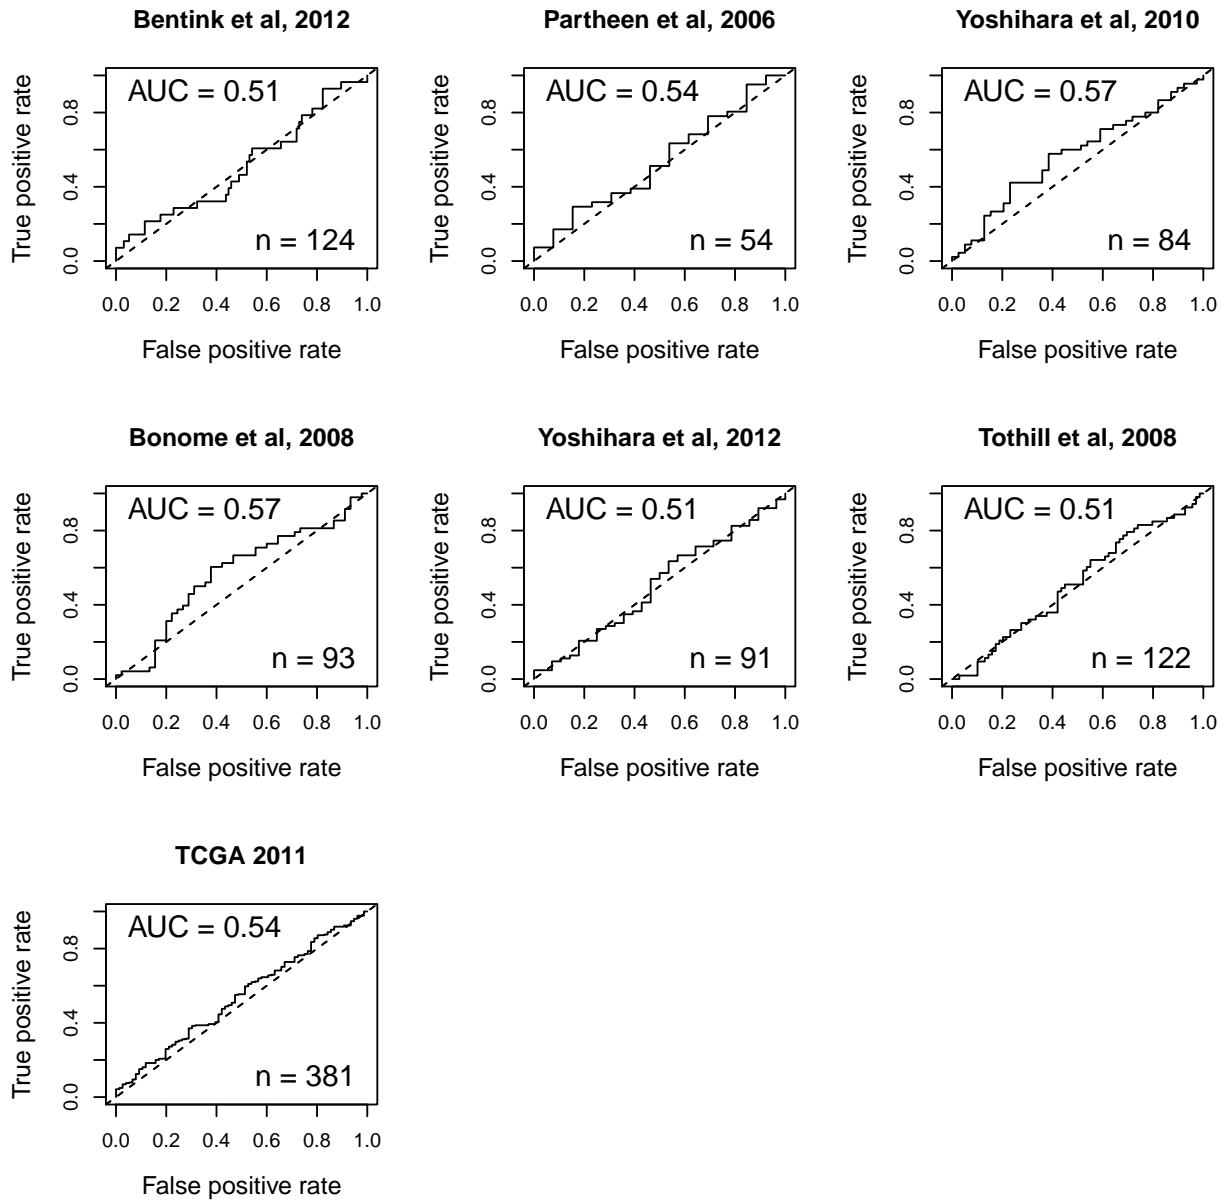 Bentink et al, 2012
AUC = 0.51
n = 124
True positive rate
0.0 0.4 0.8
0.0 0.2 0.4 0.6 0.8 1.0
False positive rate
Partheen et al, 2006
AUC = 0.54
n = 54
True positive rate
0.0 0.4 0.8
0.0 0.2 0.4 0.6 0.8 1.0
False positive rate
Yoshihara et al, 2010
AUC = 0.57
n = 84
True positive rate
0.0 0.4 0.8
0.0 0.2 0.4 0.6 0.8 1.0
False positive rate
Bonome et al, 2008
AUC = 0.57
n = 93
True positive rate
0.0 0.4 0.8
0.0 0.2 0.4 0.6 0.8 1.0
False positive rate
Yoshihara et al, 2012
AUC = 0.51
n = 91
True positive rate
0.0 0.4 0.8
0.0 0.2 0.4 0.6 0.8 1.0
False positive rate
Tothill et al, 2008
AUC = 0.51
n = 122
True positive rate
0.0 0.4 0.8
0.0 0.2 0.4 0.6 0.8 1.0
False positive rate
TCGA 2011
AUC = 0.54
n = 381
True positive rate
0.0 0.4 0.8
0.0 0.2 0.4 0.6 0.8 1.0
False positive rate